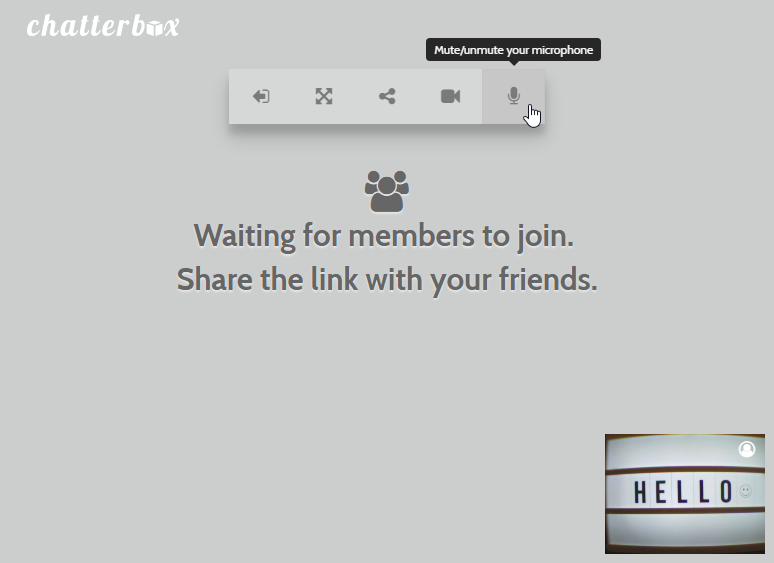 chatterbox
Mute/unmute your microphone
Waiting for members to join.
Share the link with your friends.
HELLO